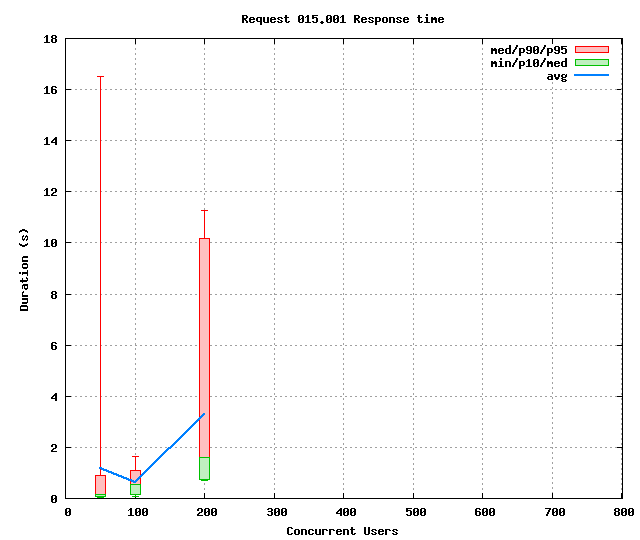 Request 015.001 Response time
med/p90/p95
min/p10/med
avg
18
16
14
12
10
8
6
4
2
0
Duration (s)
0 100 200 300 400 500 600 700 800
Concurrent Users